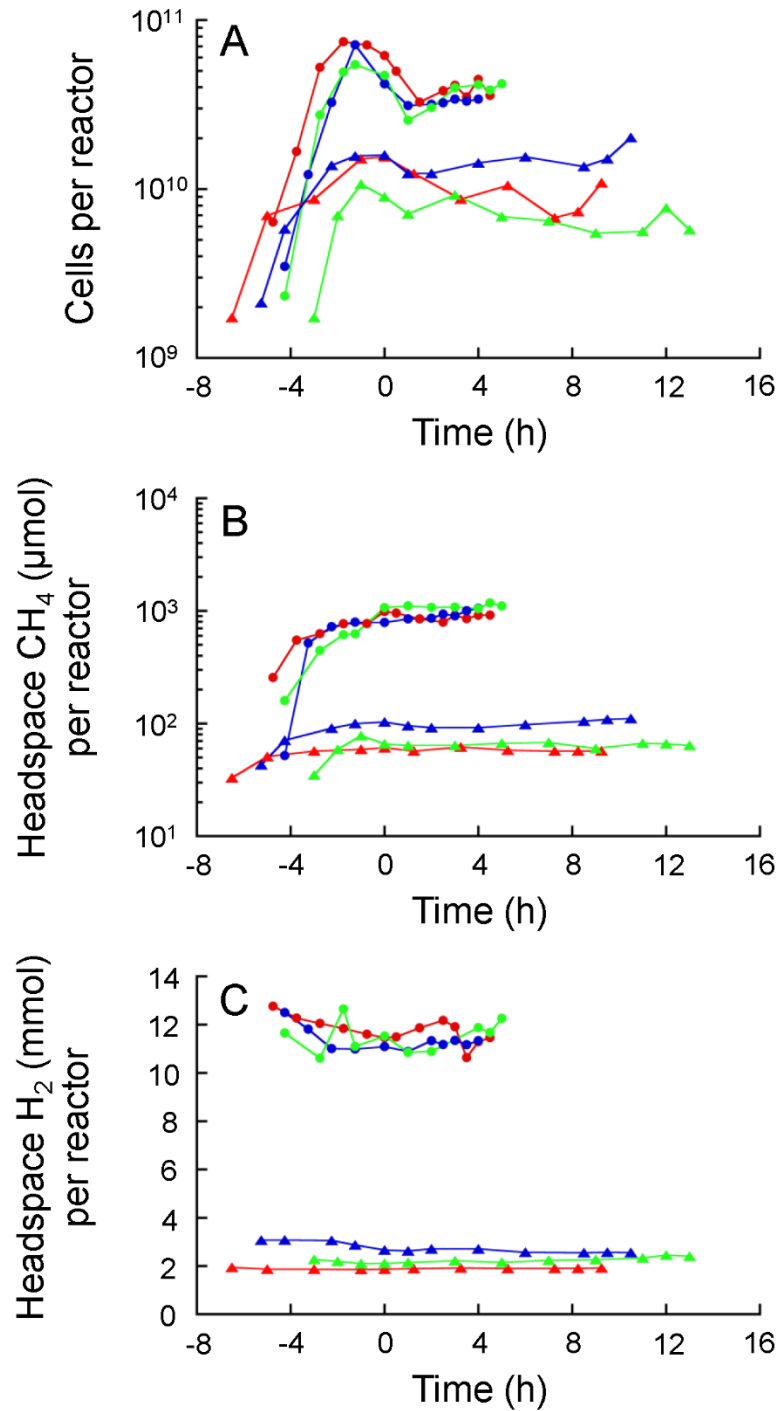 A
Cells per reactor
10¹¹
10¹⁰
10⁹
-8 -4 0 4 8 12 16
Time (h)
B
Headspace CH₄ (µmol)
per reactor
10⁴
10³
10²
10¹
-8 -4 0 4 8 12 16
Time (h)
C
Headspace H₂ (mmol)
per reactor
14
12
10
8
6
4
2
0
-8 -4 0 4 8 12 16
Time (h)